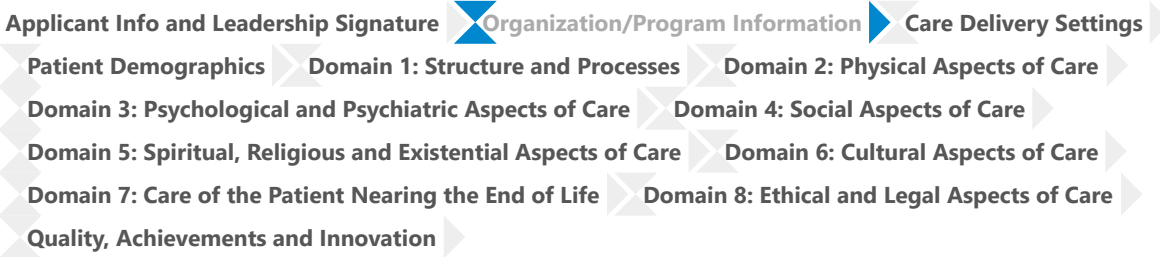 Applicant Info and Leadership Signature Organization/Program Information Care Delivery Settings
Patient Demographics Domain 1: Structure and Processes Domain 2: Physical Aspects of Care
Domain 3: Psychological and Psychiatric Aspects of Care Domain 4: Social Aspects of Care
Domain 5: Spiritual, Religious and Existential Aspects of Care Domain 6: Cultural Aspects of Care
Domain 7: Care of the Patient Nearing the End of Life Domain 8: Ethical and Legal Aspects of Care
Quality, Achievements and Innovation